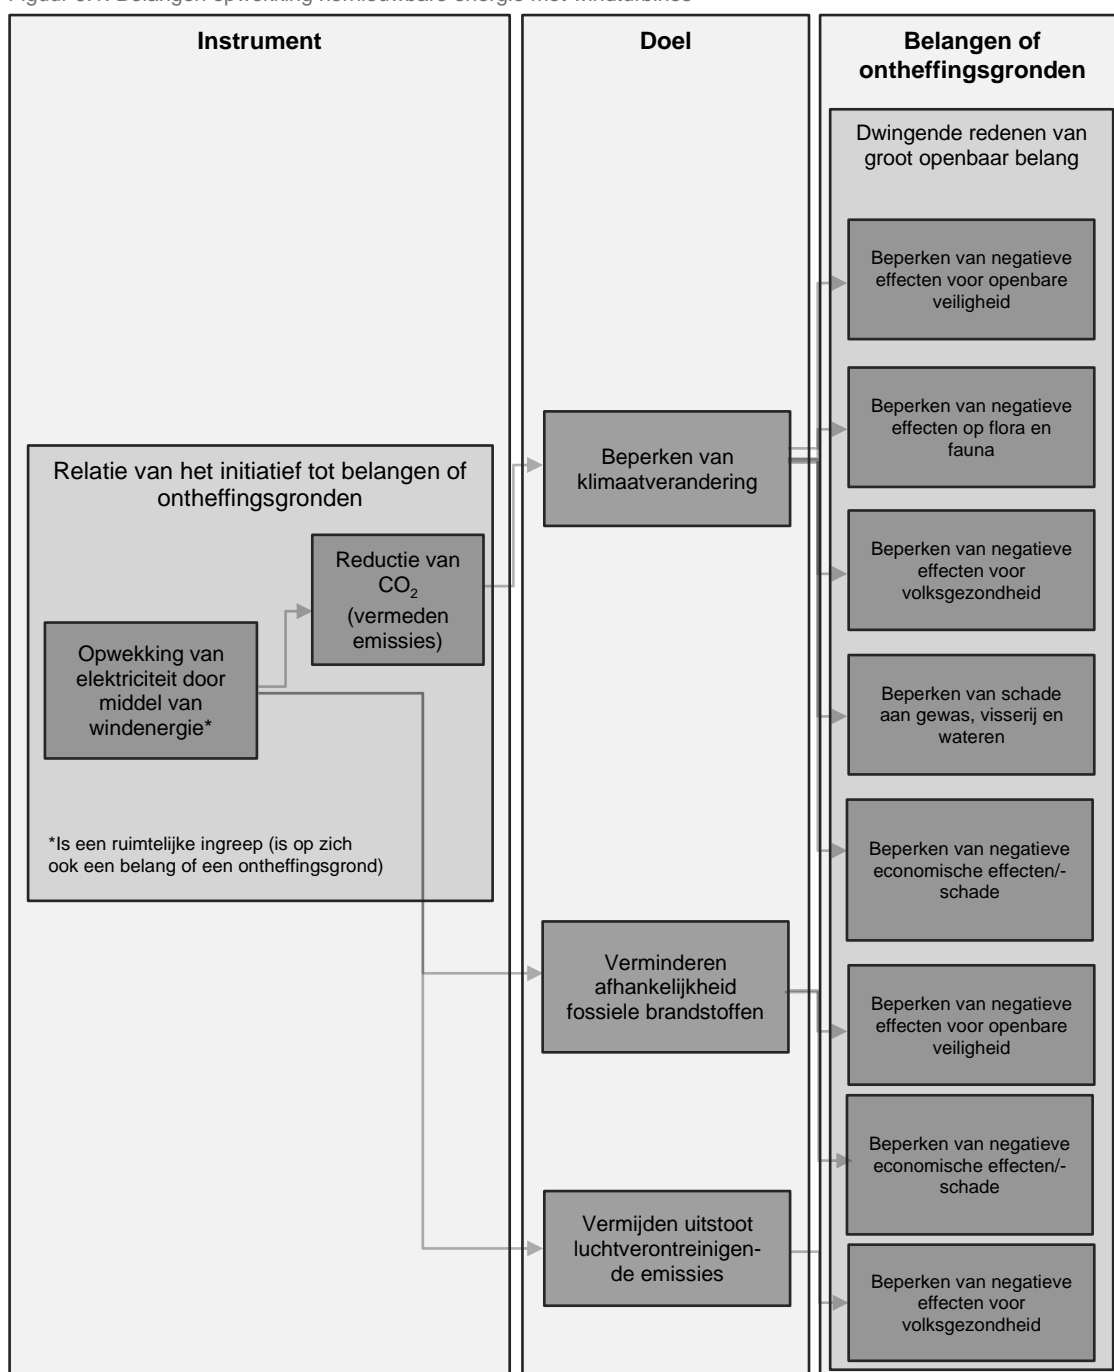 Instrument
Relatie van het initiatief tot belangen of
ontheffingsgronden
Reductie van
CO2
(vermeden
emissies)
Opwekking van
elektriciteit door
middel van
windenergie*
*Is een ruimtelijke ingreep (is op zich
ook een belang of een ontheffingsgrond)
Doel
Beperken van
klimaatverandering
Verminderen
afhankelijkheid
fossiele brandstoffen
Vermijden uitstoot
luchtverontreinigen-
de emissies
Belangen of
ontheffingsgronden
Dwingende redenen van
groot openbaar belang
Beperken van negatieve
effecten voor openbare
veiligheid
Beperken van negatieve
effecten op flora en
fauna
Beperken van negatieve
effecten voor
volksgezondheid
Beperken van schade
aan gewas, visserij en
wateren
Beperken van negatieve
economische effecten/-
schade
Beperken van negatieve
effecten voor openbare
veiligheid
Beperken van negatieve
economische effecten/-
schade
Beperken van negatieve
effecten voor
volksgezondheid